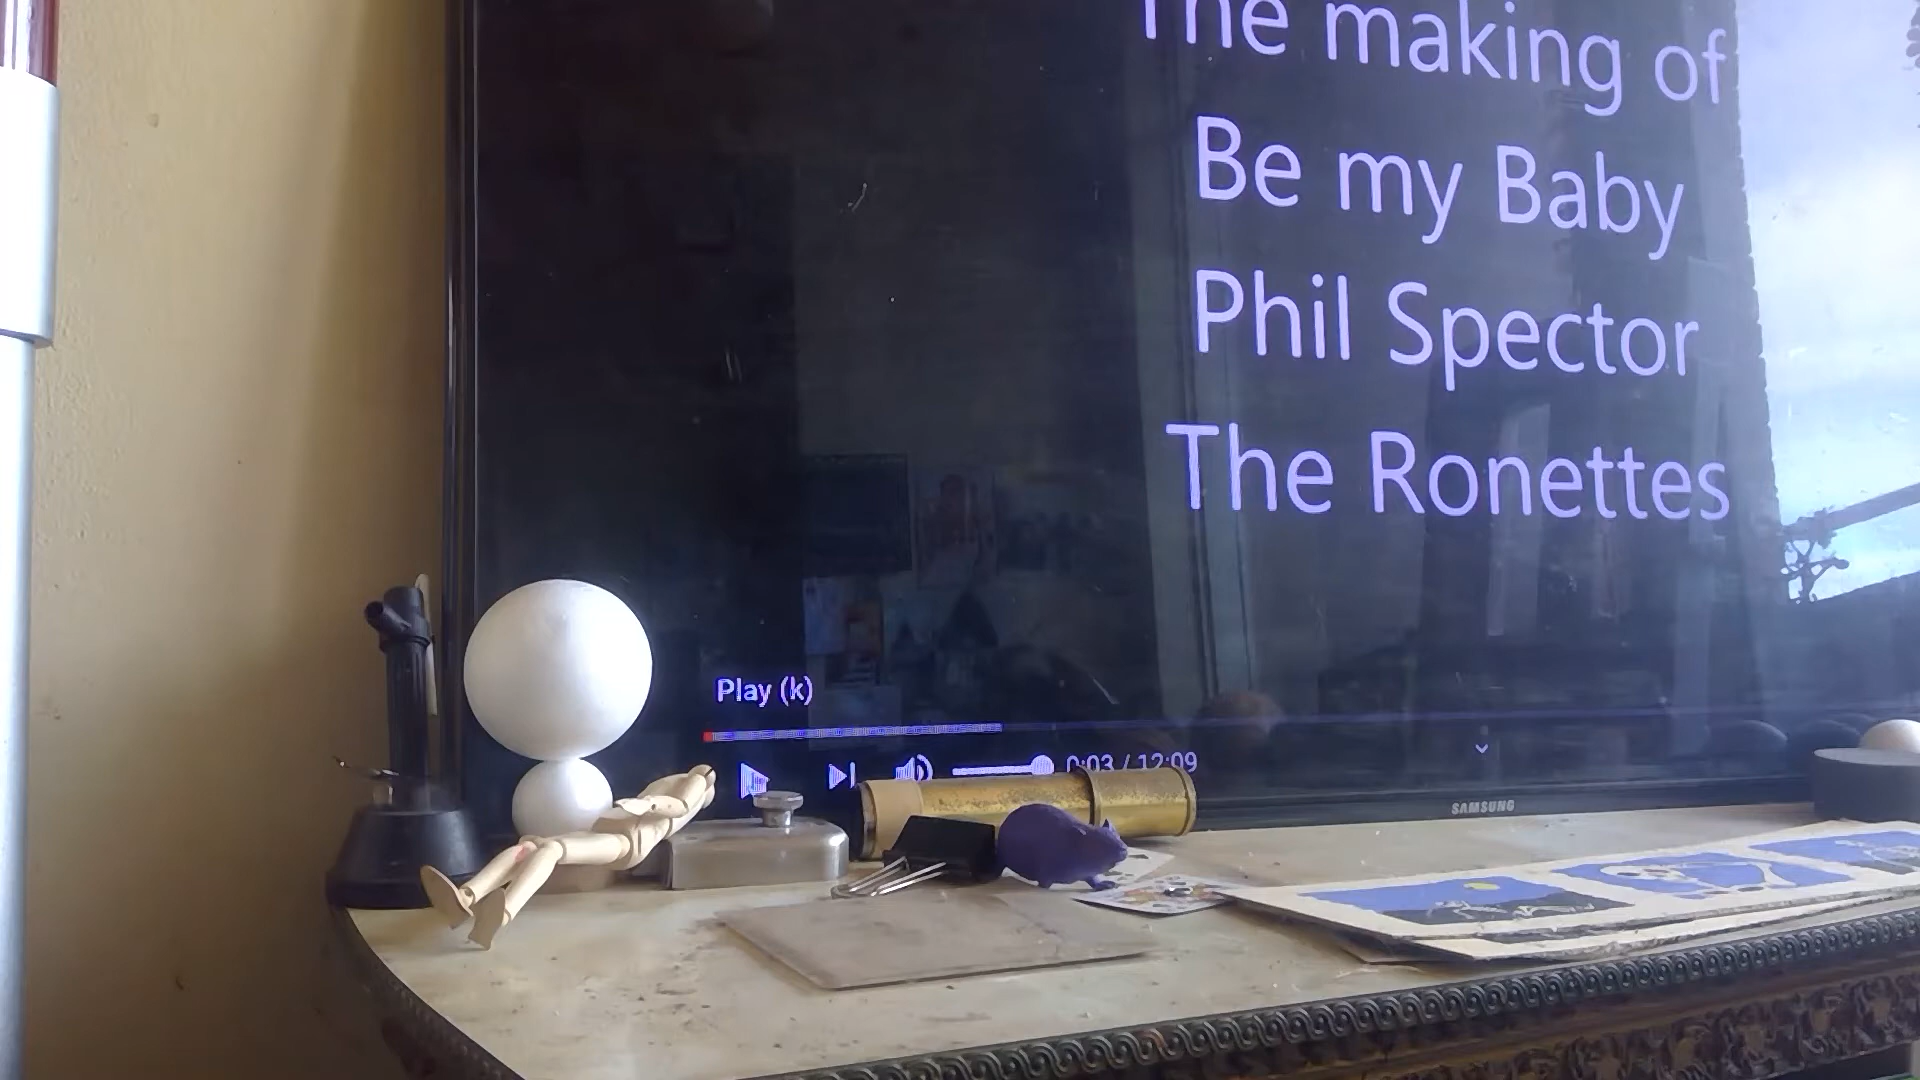 The making of
Be my Baby
Phil Spector
The Ronettes
Play (k)
0:03 / 12:09
SAMSUNG